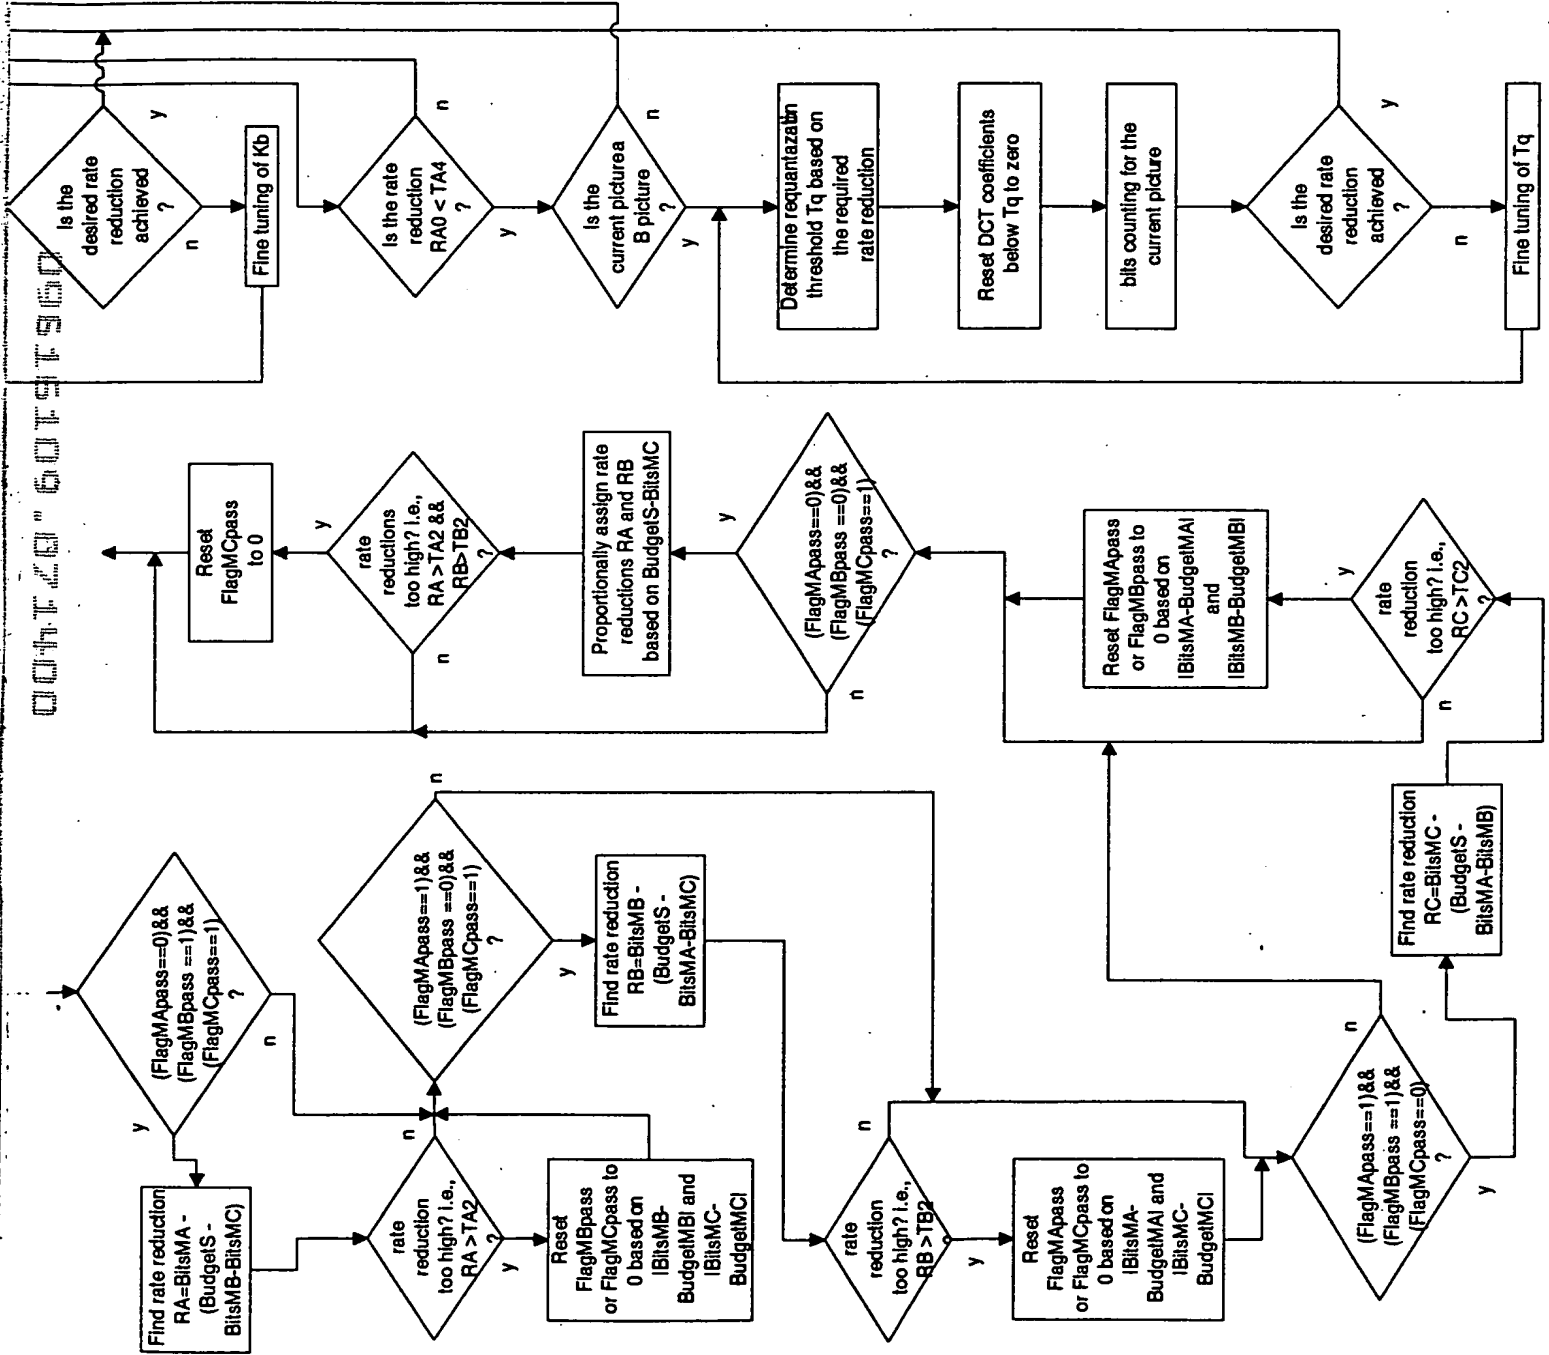 (FlagMApass==0)&&
(FlagMBpass ==1)&&
(FlagMCpass==1)
?
y
n
Find rate reduction
RA=BitsMA -
(BudgetS -
BitsMB-BitsMC)
rate
reduction
too high? i.e.,
RA >TA2
?
n
y
Reset
FlagMBpass
or FlagMCpass to
0 based on
|BitsMB-
BudgetMB| and
|BitsMC-
BudgetMC|
(FlagMApass==1)&&
(FlagMBpass ==0)&&
(FlagMCpass==1)
?
n
y
Find rate reduction
RB=BitsMB -
(BudgetS -
BitsMA-BitsMC)
rate
reduction
too high? i.e.,
RB >TB2
?
n
y
Reset
FlagMApass
or FlagMCpass to
0 based on
|BitsMA-
BudgetMA| and
|BitsMC-
BudgetMC|
(FlagMApass==1)&&
(FlagMBpass ==1)&&
(FlagMCpass==0)
?
n
y
Find rate reduction
RC=BitsMC -
(BudgetS -
BitsMA-BitsMB)
rate
reduction
too high? i.e.,
RC >TC2
?
y
n
Reset FlagMApass
or FlagMBpass to
0 based on
|BitsMA-BudgetMA|
and
|BitsMB-BudgetMB|
(FlagMApass==0)&&
(FlagMBpass ==0)&&
(FlagMCpass==1)
?
y
n
Proportionally assign rate
reductions RA and RB
based on BudgetS-BitsMC
rate
reductions
too high? i.e.,
RA >TA2 &&
RB>TB2
?
y
n
Reset
FlagMCpass
to 0
09615109.071400
Is the
desired rate
reduction
achieved
?
y
n
Fine tuning of Kb
Is the rate
reduction
RA0 < TA4
?
n
y
Is the
current picturea
B picture
?
n
y
Determine requantazatin
threshold Tq based on
the required
rate reduction
Reset DCT coefficients
below Tq to zero
bits counting for the
current picture
Is the
desired rate
reduction
achieved
?
y
n
Fine tuning of Tq